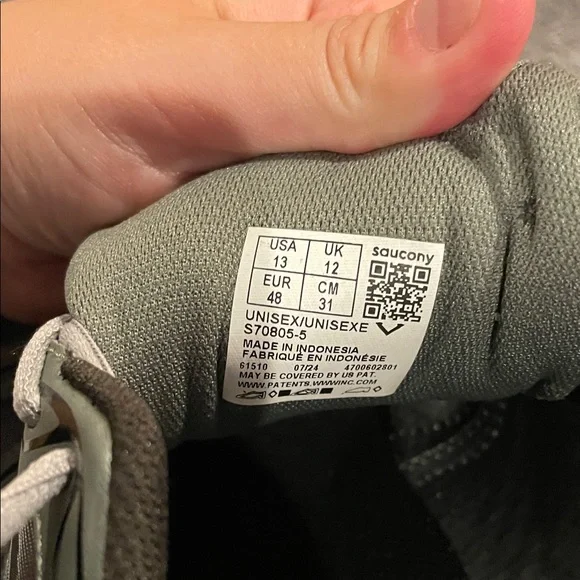 USA 13
UK 12
saucony
EUR 48
CM 31
UNISEX/UNISEXE
S70805-5
MADE IN INDONESIA
FABRIQUÉ EN INDONÉSIE
61510 07/24 4700602801
MAY BE COVERED BY US PAT.
WWW.PATENTS.WWWINC.COM